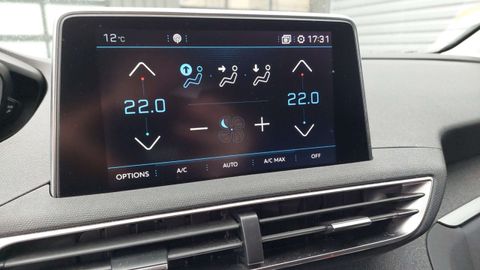 12°C 17:31
22.0 22.0
OPTIONS A/C AUTO A/C MAX OFF